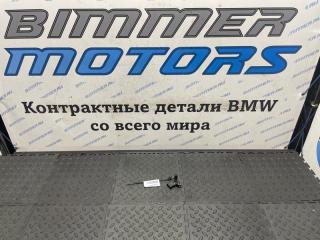 BIMMER
MOTORS
Контрактные детали BMW
со всего мира